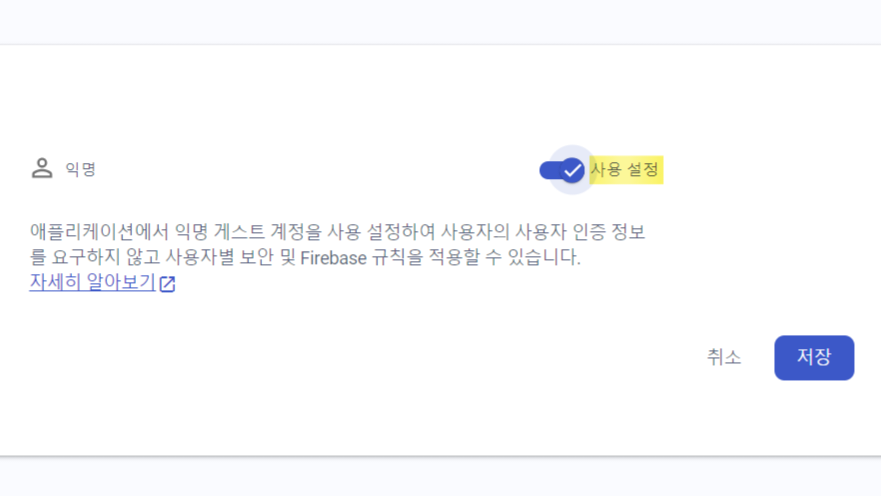 익명
사용 설정
애플리케이션에서 익명 게스트 계정을 사용 설정하여 사용자의 사용자 인증 정보
를 요구하지 않고 사용자별 보안 및 Firebase 규칙을 적용할 수 있습니다.
자세히 알아보기
취소
저장